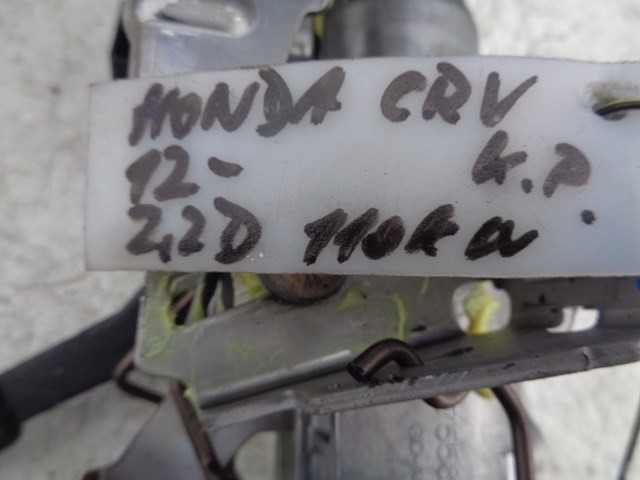 HONDA CRV
12- K.P.
2,2D 110KW